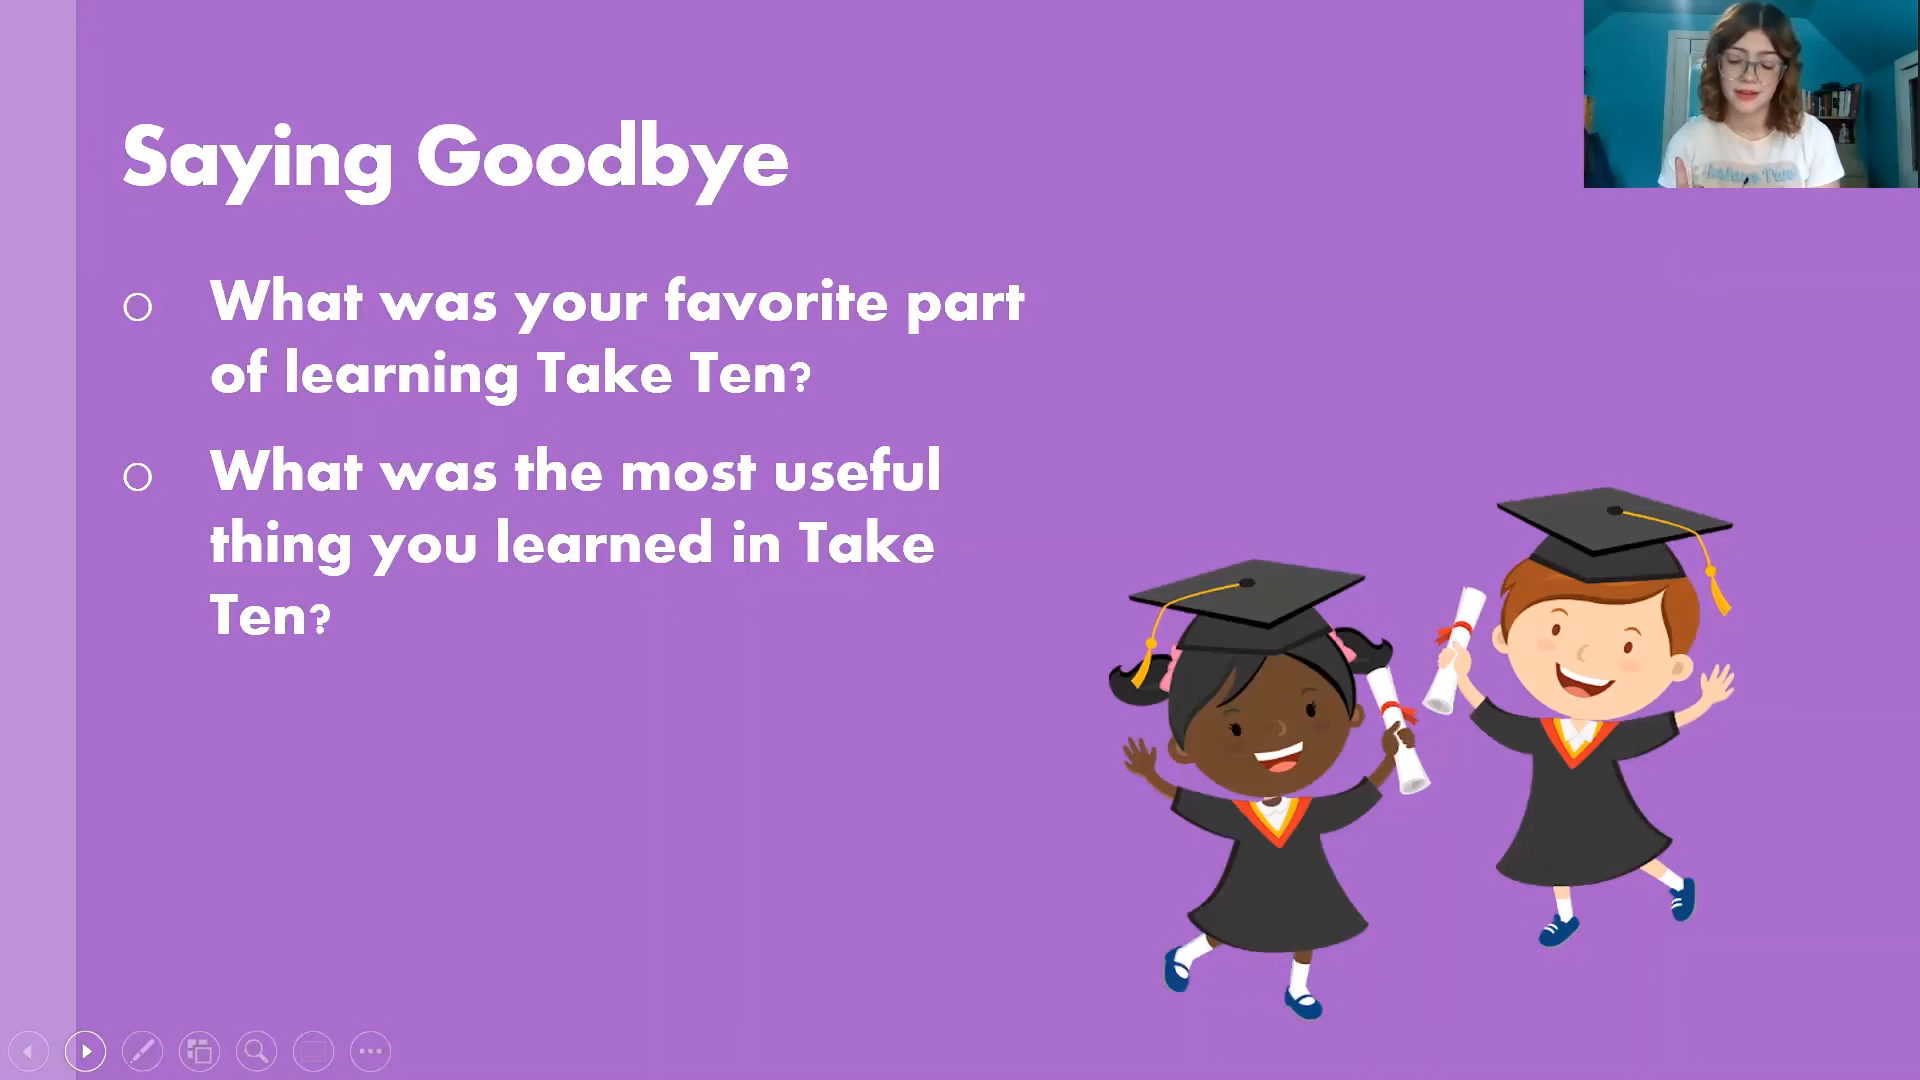 Saying Goodbye
What was your favorite part
of learning Take Ten?
What was the most useful
thing you learned in Take
Ten?